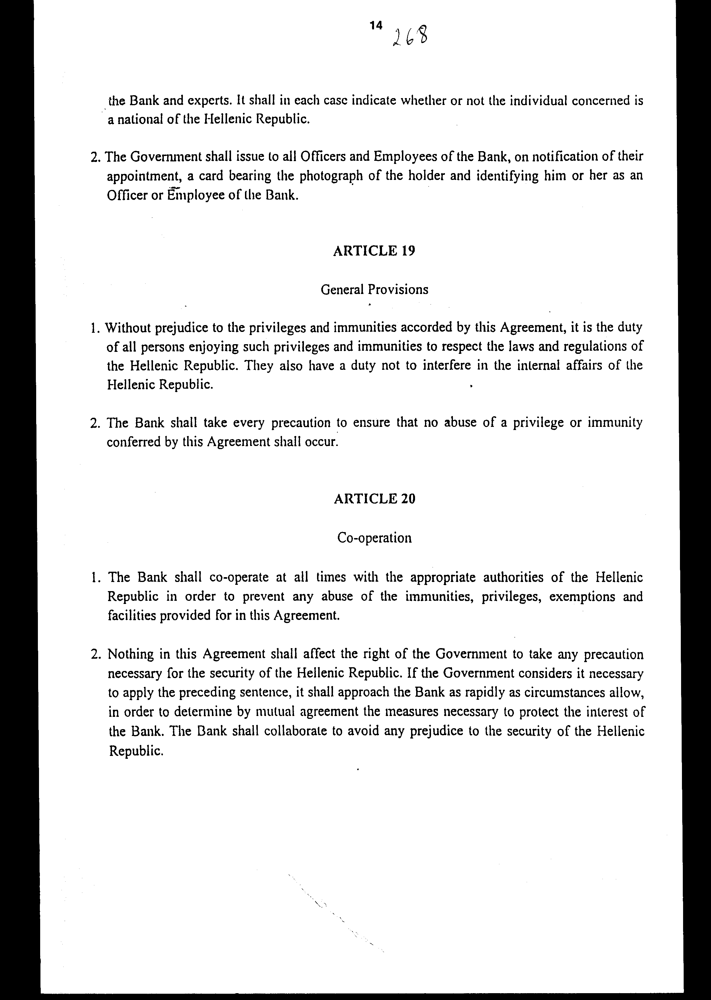 14
268
the Bank and experts. It shall in each case indicate whether or not the individual concerned is
a national of the Hellenic Republic.
2. The Government shall issue to all Officers and Employees of the Bank, on notification of their
appointment, a card bearing the photograph of the holder and identifying him or her as an
Officer or Employee of the Bank.
ARTICLE 19
General Provisions
1. Without prejudice to the privileges and immunities accorded by this Agreement, it is the duty
of all persons enjoying such privileges and immunities to respect the laws and regulations of
the Hellenic Republic. They also have a duty not to interfere in the internal affairs of the
Hellenic Republic.
2. The Bank shall take every precaution to ensure that no abuse of a privilege or immunity
conferred by this Agreement shall occur.
ARTICLE 20
Co-operation
1. The Bank shall co-operate at all times with the appropriate authorities of the Hellenic
Republic in order to prevent any abuse of the immunities, privileges, exemptions and
facilities provided for in this Agreement.
2. Nothing in this Agreement shall affect the right of the Government to take any precaution
necessary for the security of the Hellenic Republic. If the Government considers it necessary
to apply the preceding sentence, it shall approach the Bank as rapidly as circumstances allow,
in order to determine by mutual agreement the measures necessary to protect the interest of
the Bank. The Bank shall collaborate to avoid any prejudice to the security of the Hellenic
Republic.